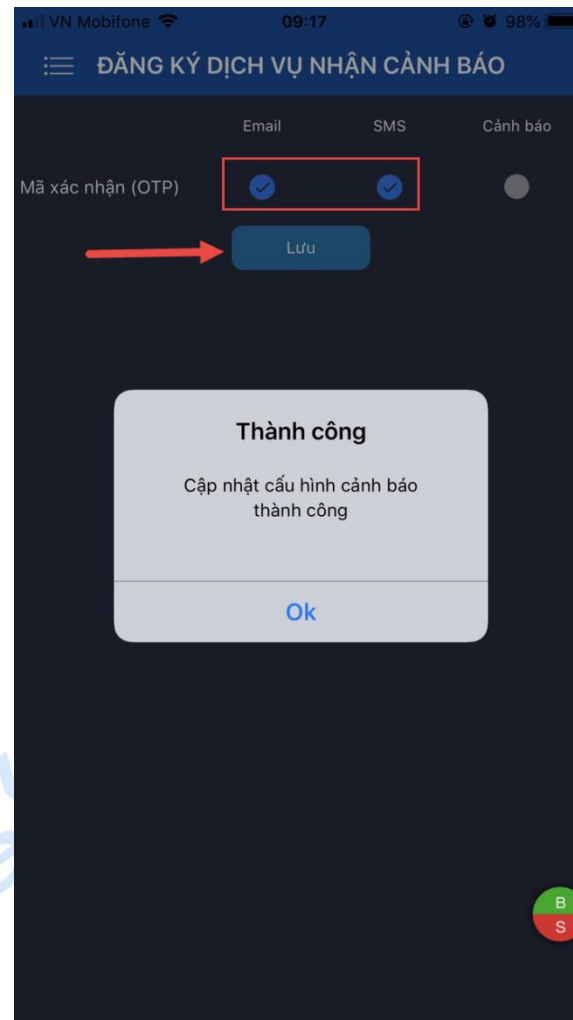 VN Mobifone 09:17 98%
ĐĂNG KÝ DỊCH VỤ NHẬN CẢNH BÁO
Email SMS Cảnh báo
Mã xác nhận (OTP)
Lưu
Thành công
Cập nhật cấu hình cảnh báo
thành công
Ok
B
S